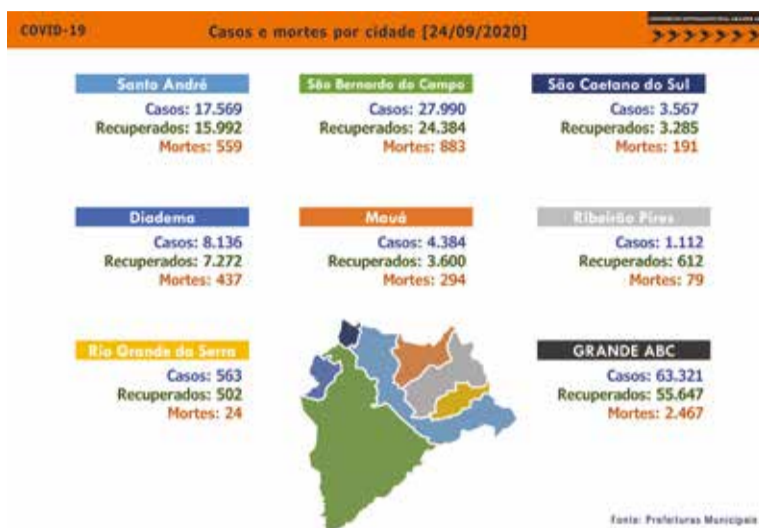 COVID-19
Casos e mortes por cidade [24/09/2020]
Santo André
Casos: 17.569
Recuperados: 15.992
Mortes: 559
São Bernardo do Campo
Casos: 27.990
Recuperados: 24.384
Mortes: 883
São Caetano do Sul
Casos: 3.567
Recuperados: 3.285
Mortes: 191
Diadema
Casos: 8.136
Recuperados: 7.272
Mortes: 437
Mauá
Casos: 4.384
Recuperados: 3.600
Mortes: 294
Ribeirão Pires
Casos: 1.112
Recuperados: 612
Mortes: 79
Rio Grande da Serra
Casos: 563
Recuperados: 502
Mortes: 24
GRANDE ABC
Casos: 63.321
Recuperados: 55.647
Mortes: 2.467
Fonte: Prefeituras Municipais